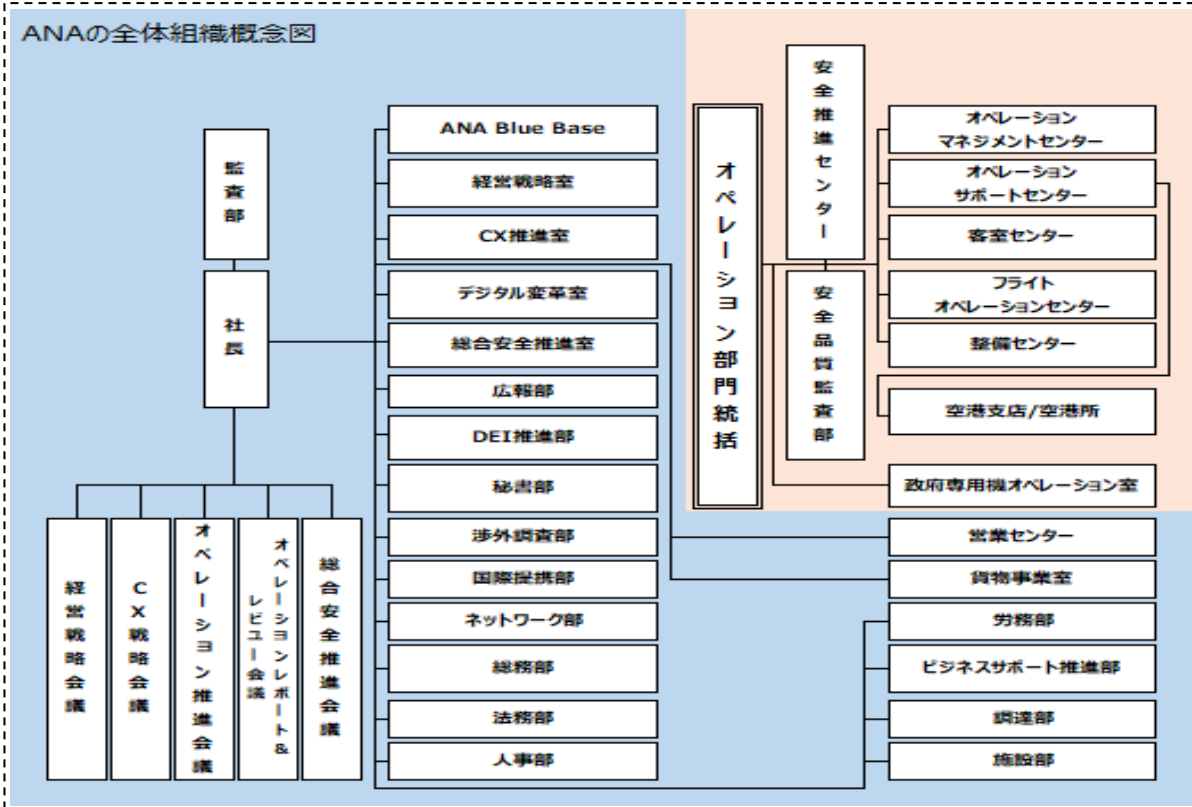 ANAの全体組織概念図
監査部
社長
経営戦略会議
CX戦略会議
オペレーション推進会議
オペレーションレポート&
レビュー会議
総合安全推進会議
ANA Blue Base
経営戦略室
CX推進室
デジタル変革室
総合安全推進室
広報部
DEI推進部
秘書部
渉外調査部
国際提携部
ネットワーク部
総務部
法務部
人事部
オペレーション部門統括
安全推進センター
安全品質監査部
オペレーション
マネジメントセンター
オペレーション
サポートセンター
客室センター
フライト
オペレーションセンター
整備センター
空港支店/空港所
政府専用機オペレーション室
営業センター
貨物事業室
労務部
ビジネスサポート推進部
調達部
施設部